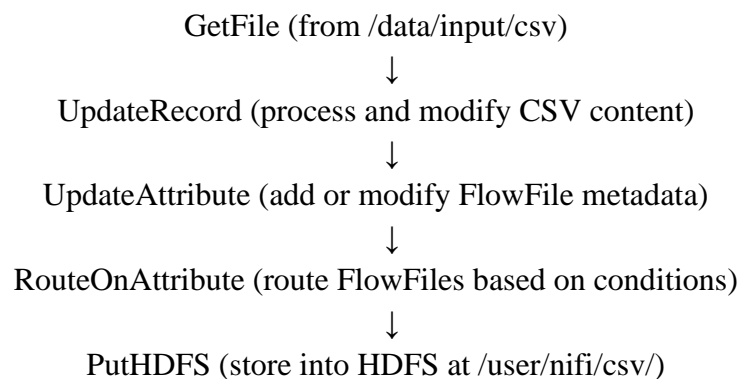 GetFile (from /data/input/csv)
↓
UpdateRecord (process and modify CSV content)
↓
UpdateAttribute (add or modify FlowFile metadata)
↓
RouteOnAttribute (route FlowFiles based on conditions)
↓
PutHDFS (store into HDFS at /user/nifi/csv/)